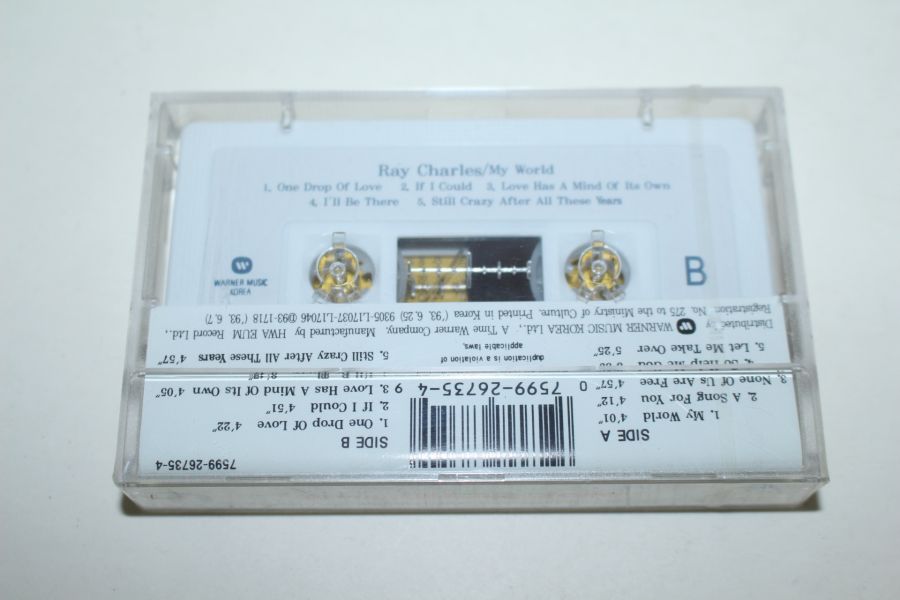 Ray Charles/My World
1. One Drop Of Love 2. If I Could 3. Love Has A Mind Of Its Own
4. I'll Be There 5. Still Crazy After All These Years
WARNER MUSIC
KOREA
B
SIDE A
1. My World 4'01"
2. A Song For You 4'12"
3. None Of Us Are Free 4'57"
5. Let Me Take Over 5'25"
0 7599-26735-4 9
duplication is a violation of
applicable laws,
7599-26735-4
SIDE B
1. One Drop Of Love 4'22"
2. If I Could 4'51"
3. Love Has A Mind Of Its Own 4'05"
5. Still Crazy After All These Years 4'57"
Distributed by WARNER MUSIC KOREA Ltd., A Time Warner Company. Manufactured by HWA EUM Record Ltd.,
Registration No. 275 to the Ministry of Culture. Printed in Korea ('93. 6. 25) 9305-L17037-L17046